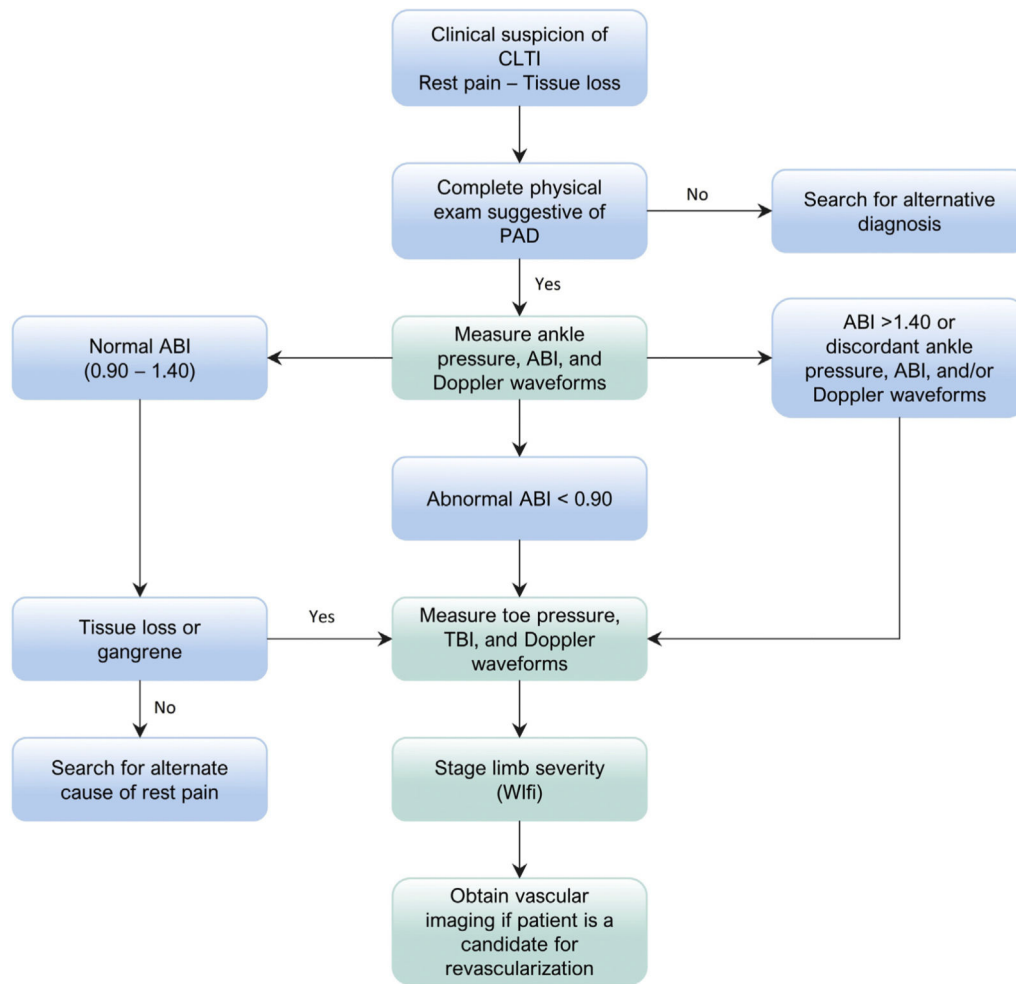 Clinical suspicion of
CLTI
Rest pain – Tissue loss
Complete physical
exam suggestive of
PAD
No
Search for alternative
diagnosis
Yes
Normal ABI
(0.90 – 1.40)
Measure ankle
pressure, ABI, and
Doppler waveforms
ABI >1.40 or
discordant ankle
pressure, ABI, and/or
Doppler waveforms
Abnormal ABI < 0.90
Tissue loss or
gangrene
Yes
Measure toe pressure,
TBI, and Doppler
waveforms
No
Search for alternate
cause of rest pain
Stage limb severity
(WIfi)
Obtain vascular
imaging if patient is a
candidate for
revascularization